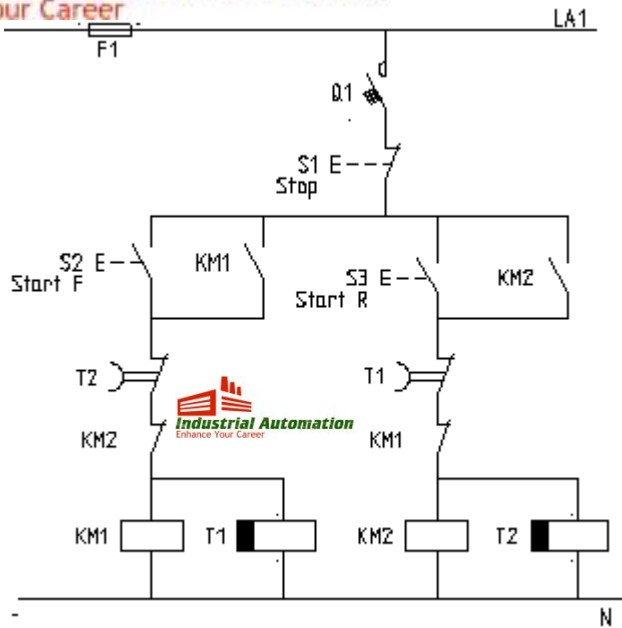 our Career
LA1
F1
Q1
S1 E
Stop
S2 E
Start F
KM1
S3 E
Start R
KM2
T2
T1
Industrial Automation
Enhance Your Career
KM2
KM1
KM1
T1
KM2
T2
-
N